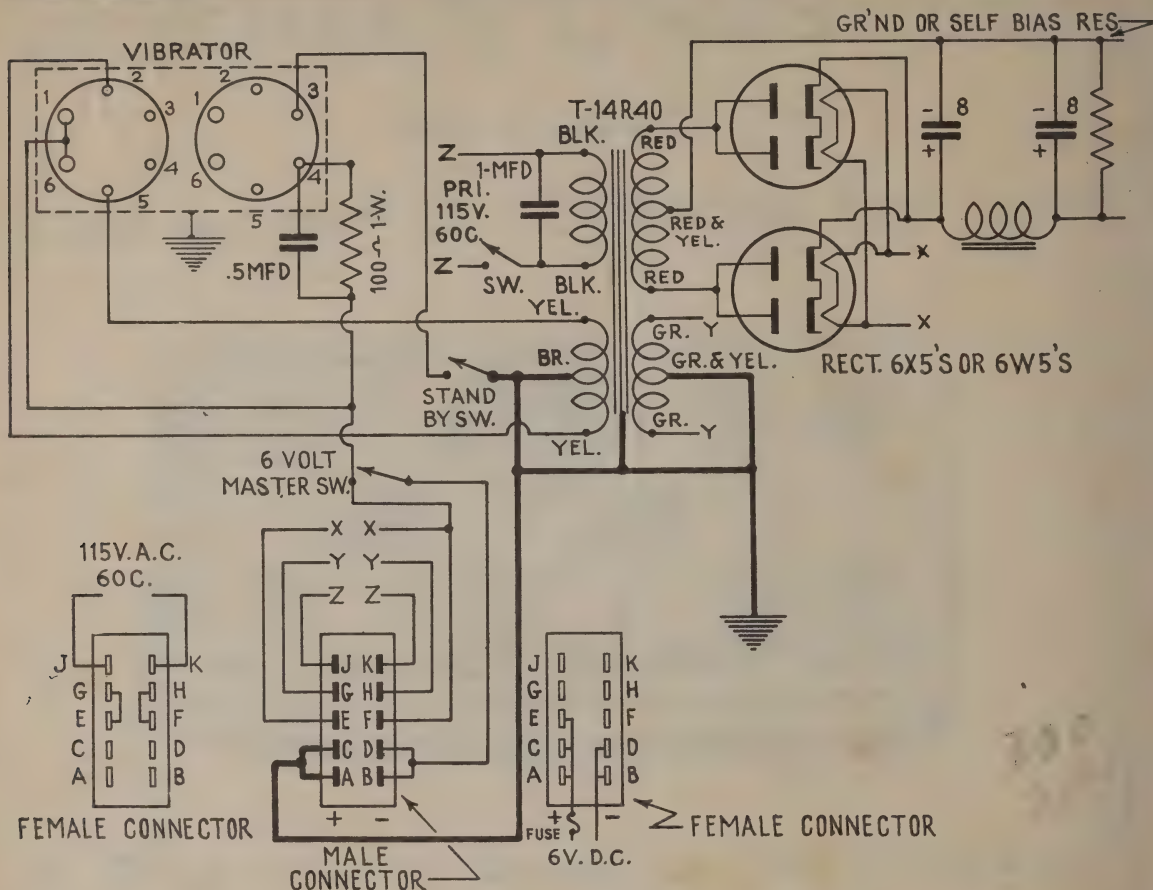 GR'ND OR SELF BIAS RES.
VIBRATOR
1 2 3 4 5 6
1 2 3 4 5 6
.5MFD
100Ω 1-W.
T-14R40
BLK.
Z
1-MFD
PRI.
115V.
60C.
Z
SW.
BLK.
RED
RED &
YEL.
RED
- 8
+
- 8
+
X
X
RECT. 6X5'S OR 6W5'S
YEL.
BR.
YEL.
GR. Y
GR.& YEL.
GR. Y
STAND
BY SW.
6 VOLT
MASTER SW.
X X
Y Y
Z Z
115V. A.C.
60C.
J K
G H
E F
C D
A B
FEMALE CONNECTOR
J K
G H
E F
C D
A B
+ -
MALE
CONNECTOR
J K
G H
E F
C D
A B
+ -
FUSE
6V. D.C.
FEMALE CONNECTOR